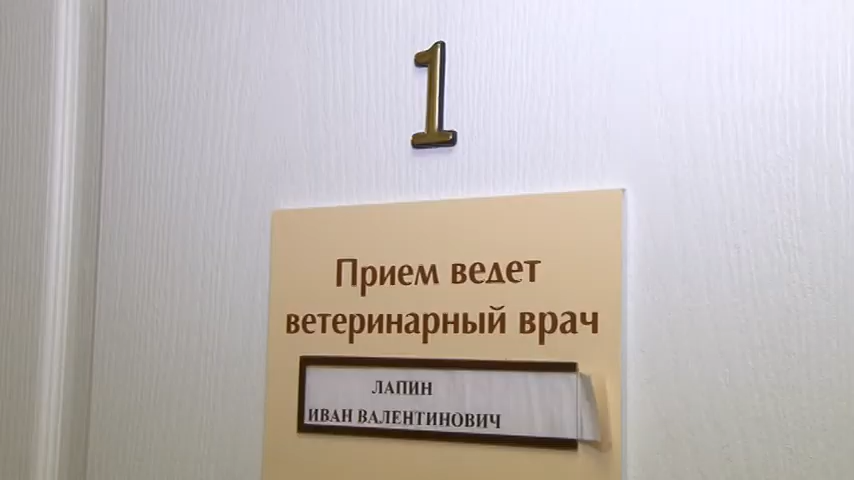 1
Прием ведет
ветеринарный врач
ЛАПИН
ИВАН ВАЛЕНТИНОВИЧ